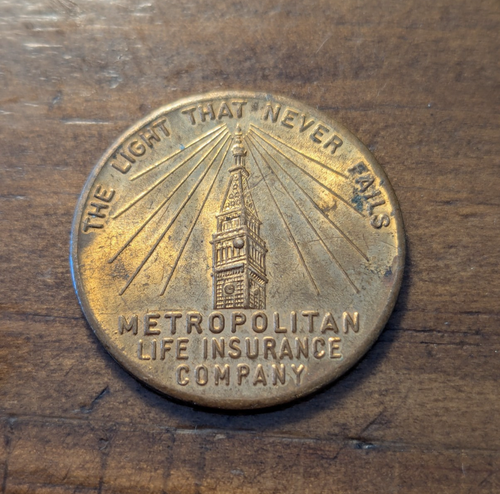 THE LIGHT THAT NEVER FAILS
METROPOLITAN
LIFE INSURANCE
COMPANY